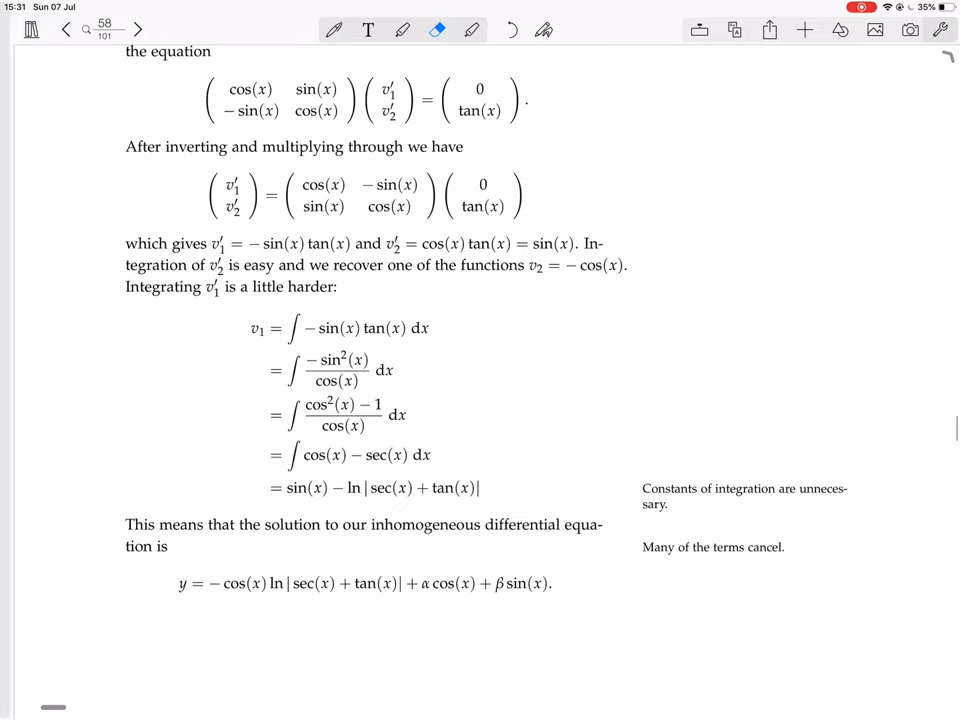 15:31 Sun 07 Jul
35%
58
101
T
the equation
( cos(x) sin(x) ) ( v′₁ ) = ( 0 )
( − sin(x) cos(x) ) ( v′₂ ) ( tan(x) ) .
After inverting and multiplying through we have
( v′₁ ) = ( cos(x) − sin(x) ) ( 0 )
( v′₂ ) ( sin(x) cos(x) ) ( tan(x) )
which gives v′₁ = − sin(x) tan(x) and v′₂ = cos(x) tan(x) = sin(x). In-
tegration of v′₂ is easy and we recover one of the functions v₂ = − cos(x).
Integrating v′₁ is a little harder:
v₁ = ∫ − sin(x) tan(x) dx
= ∫ − sin²(x) / cos(x) dx
= ∫ cos²(x) − 1 / cos(x) dx
= ∫ cos(x) − sec(x) dx
= sin(x) − ln | sec(x) + tan(x)|
Constants of integration are unneces-
sary.
This means that the solution to our inhomogeneous differential equa-
tion is
Many of the terms cancel.
y = − cos(x) ln | sec(x) + tan(x)| + α cos(x) + β sin(x).